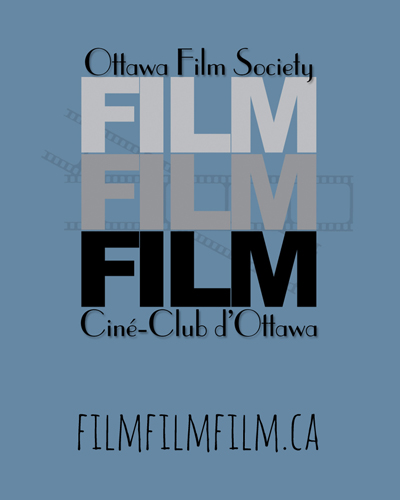 Ottawa Film Society
FILM
FILM
FILM
Ciné-Club d'Ottawa
FILMFILMFILM.CA